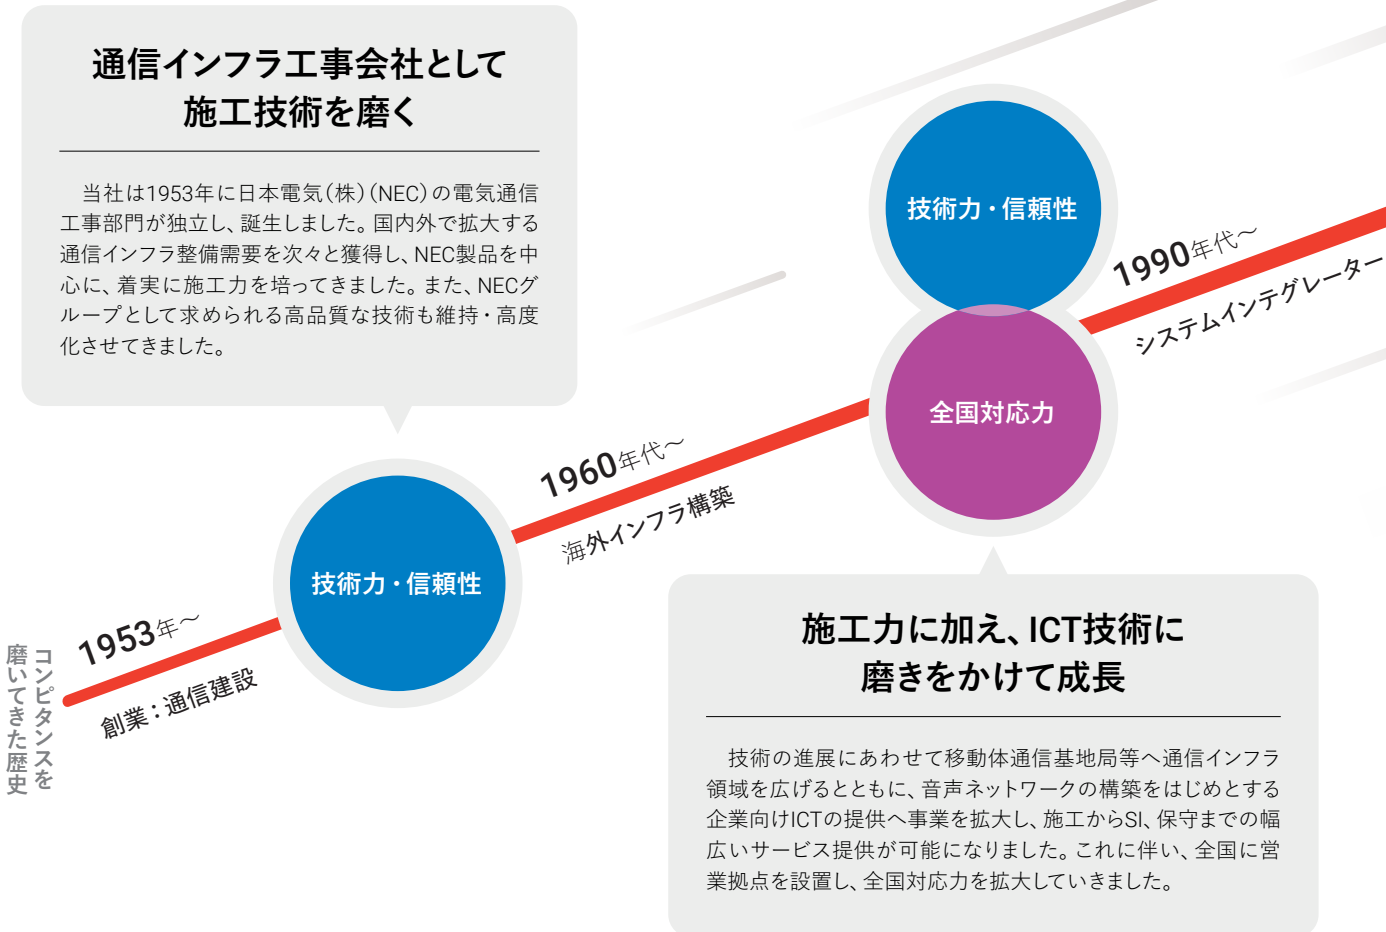 通信インフラ工事会社として
施工技術を磨く
当社は1953年に日本電気(株)(NEC)の電気通信
工事部門が独立し、誕生しました。国内外で拡大する
通信インフラ整備需要を次々と獲得し、NEC製品を中
心に、着実に施工力を培ってきました。また、NECグ
ループとして求められる高品質な技術も維持・高度
化させてきました。
コンピタンスを
磨いてきた歴史
1953年～
創業：通信建設
技術力・信頼性
1960年代～
海外インフラ構築
技術力・信頼性
全国対応力
1990年代～
システムインテグレーター
施工力に加え、ICT技術に
磨きをかけて成長
技術の進展にあわせて移動体通信基地局等へ通信インフラ
領域を広げるとともに、音声ネットワークの構築をはじめとする
企業向けICTの提供へ事業を拡大し、施工からSI、保守までの幅
広いサービス提供が可能になりました。これに伴い、全国に営
業拠点を設置し、全国対応力を拡大していきました。